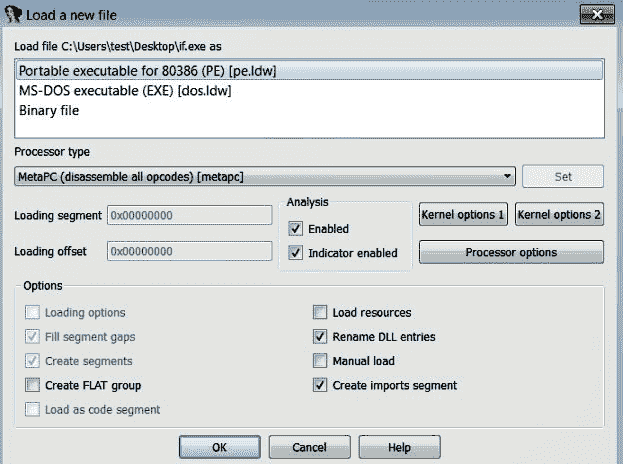 Load a new file
Load file C:\Users\test\Desktop\if.exe as
Portable executable for 80386 (PE) [pe.ldw]
MS-DOS executable (EXE) [dos.ldw]
Binary file
Processor type
MetaPC (disassemble all opcodes) [metapc]
Set
Loading segment 0x00000000
Loading offset 0x00000000
Analysis
Enabled
Indicator enabled
Kernel options 1 Kernel options 2
Processor options
Options
Loading options
Fill segment gaps
Create segments
Create FLAT group
Load as code segment
Load resources
Rename DLL entries
Manual load
Create imports segment
OK Cancel Help